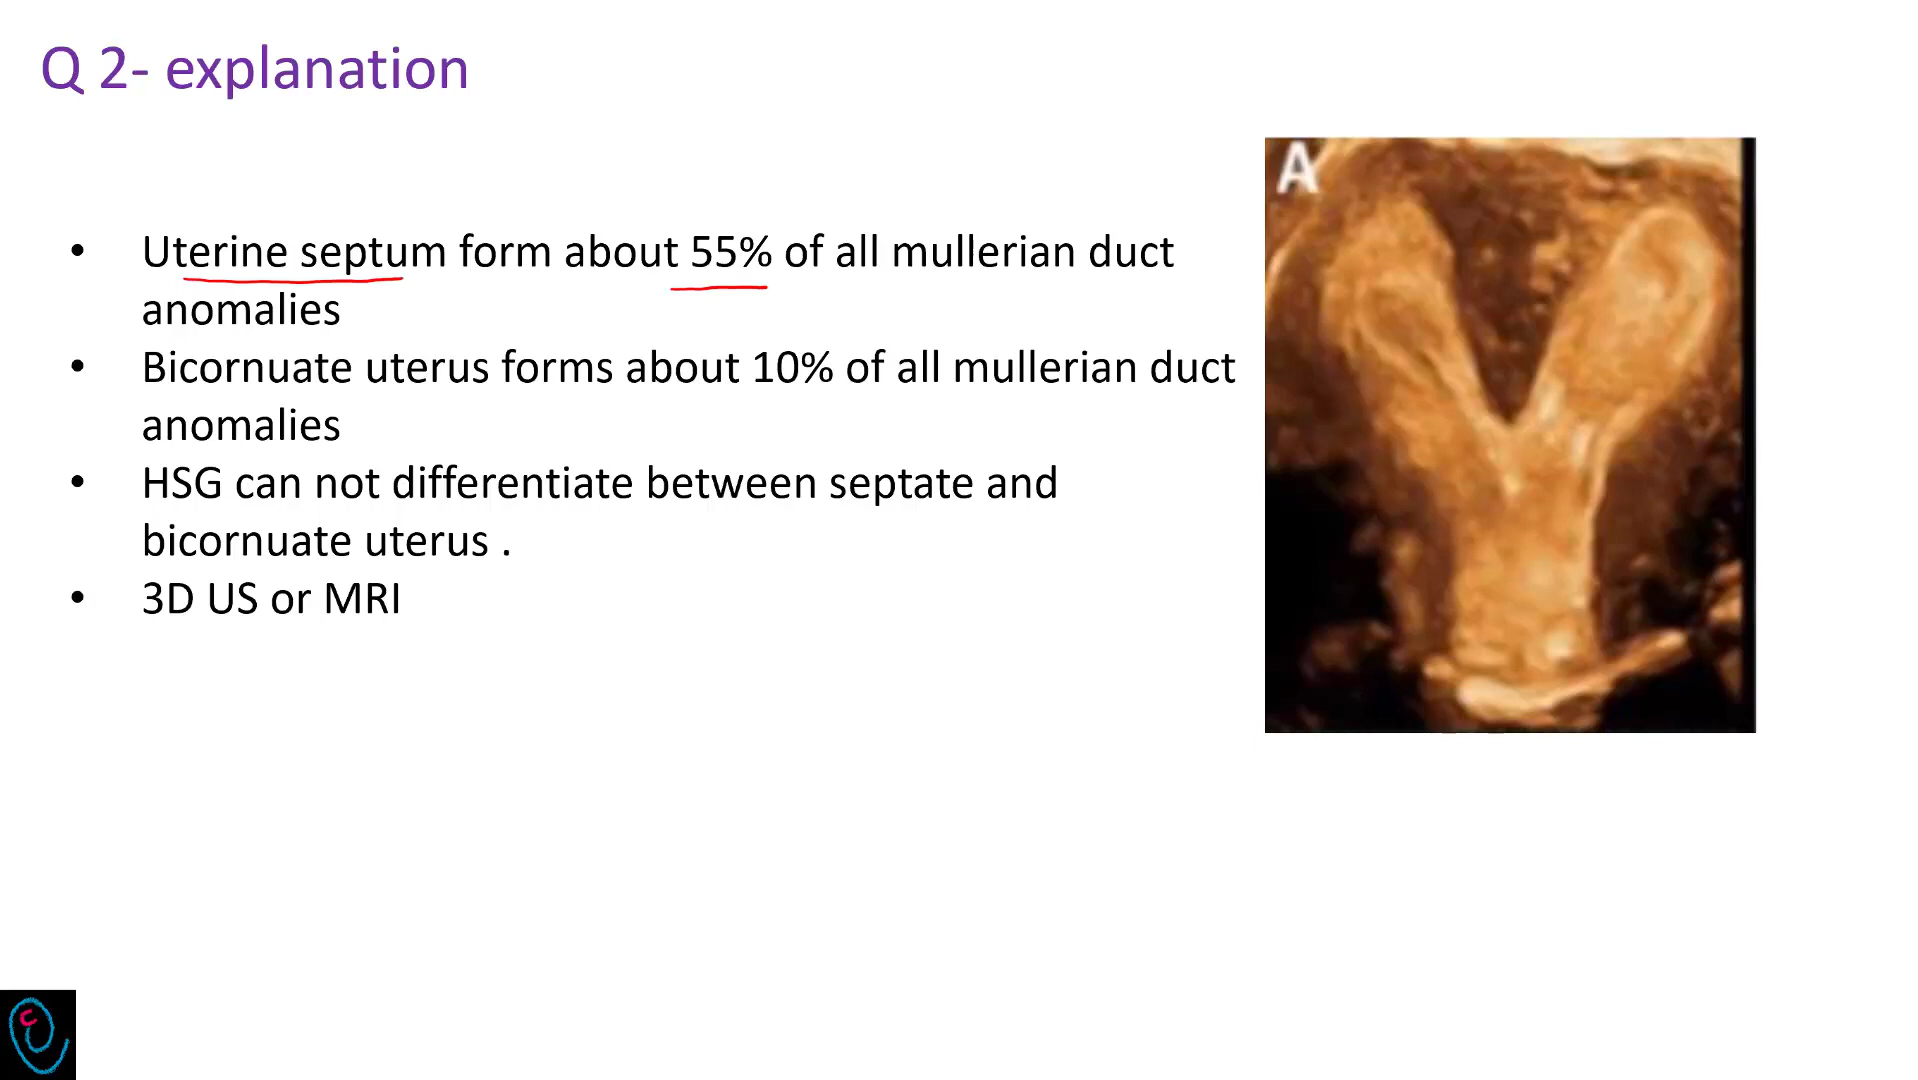 Q 2- explanation
• Uterine septum form about 55% of all mullerian duct
anomalies
• Bicornuate uterus forms about 10% of all mullerian duct
anomalies
• HSG can not differentiate between septate and
bicornuate uterus .
• 3D US or MRI
A